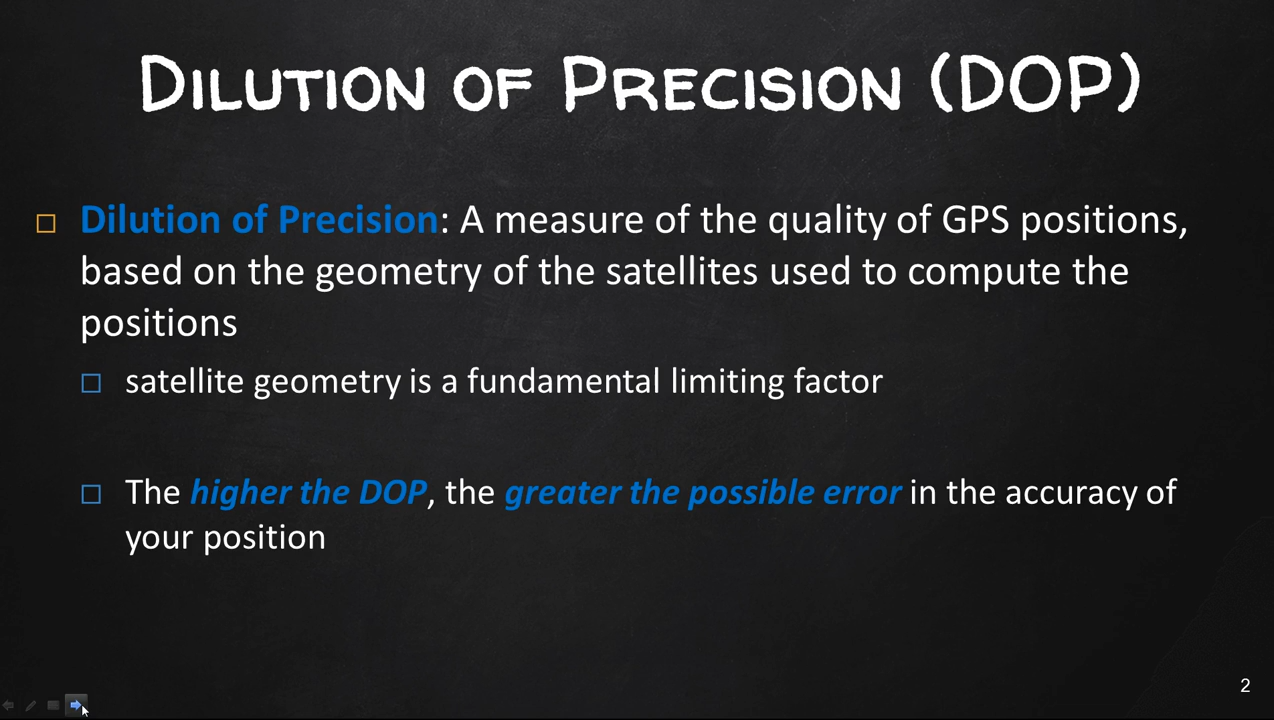 Dilution of Precision (DOP)
Dilution of Precision: A measure of the quality of GPS positions,
based on the geometry of the satellites used to compute the
positions
satellite geometry is a fundamental limiting factor
The higher the DOP, the greater the possible error in the accuracy of
your position
2